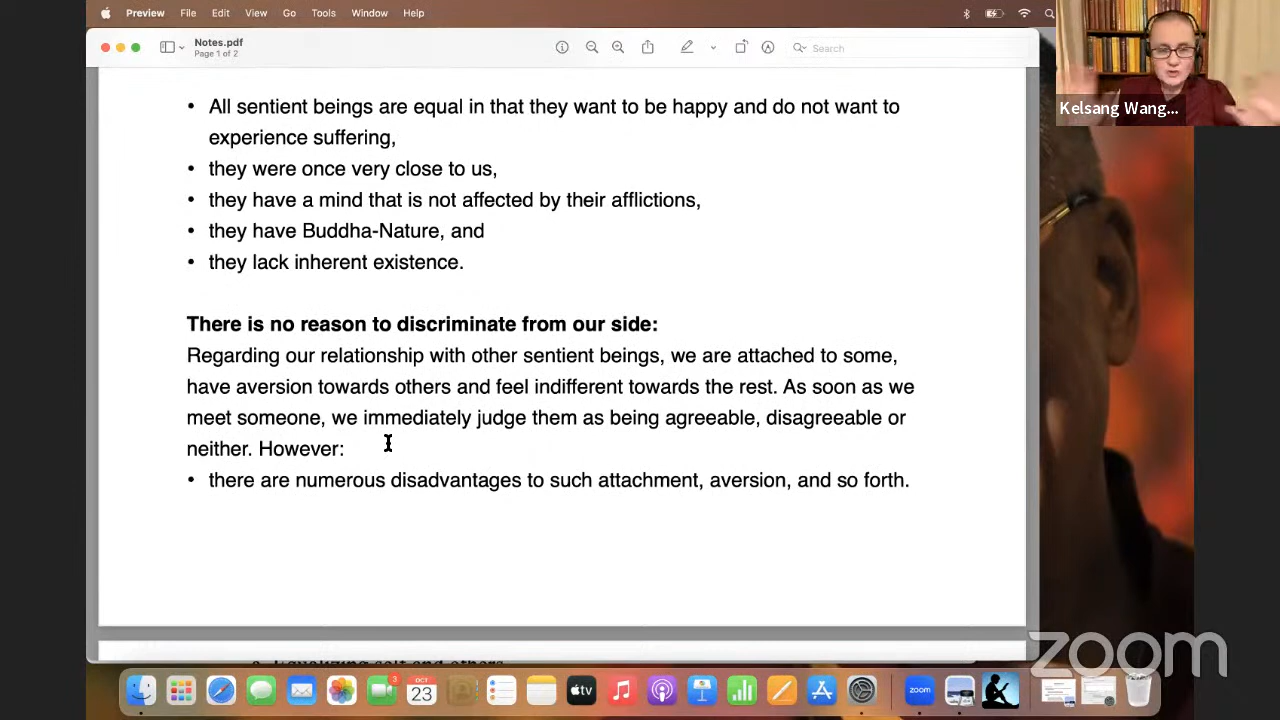 Preview File Edit View Go Tools Window Help
Notes.pdf
Page 1 of 2
Search
Kelsang Wang...
• All sentient beings are equal in that they want to be happy and do not want to
experience suffering,
• they were once very close to us,
• they have a mind that is not affected by their afflictions,
• they have Buddha-Nature, and
• they lack inherent existence.
There is no reason to discriminate from our side:
Regarding our relationship with other sentient beings, we are attached to some,
have aversion towards others and feel indifferent towards the rest. As soon as we
meet someone, we immediately judge them as being agreeable, disagreeable or
neither. However:
• there are numerous disadvantages to such attachment, aversion, and so forth.
zoom
3
OCT
23
tv
zoom